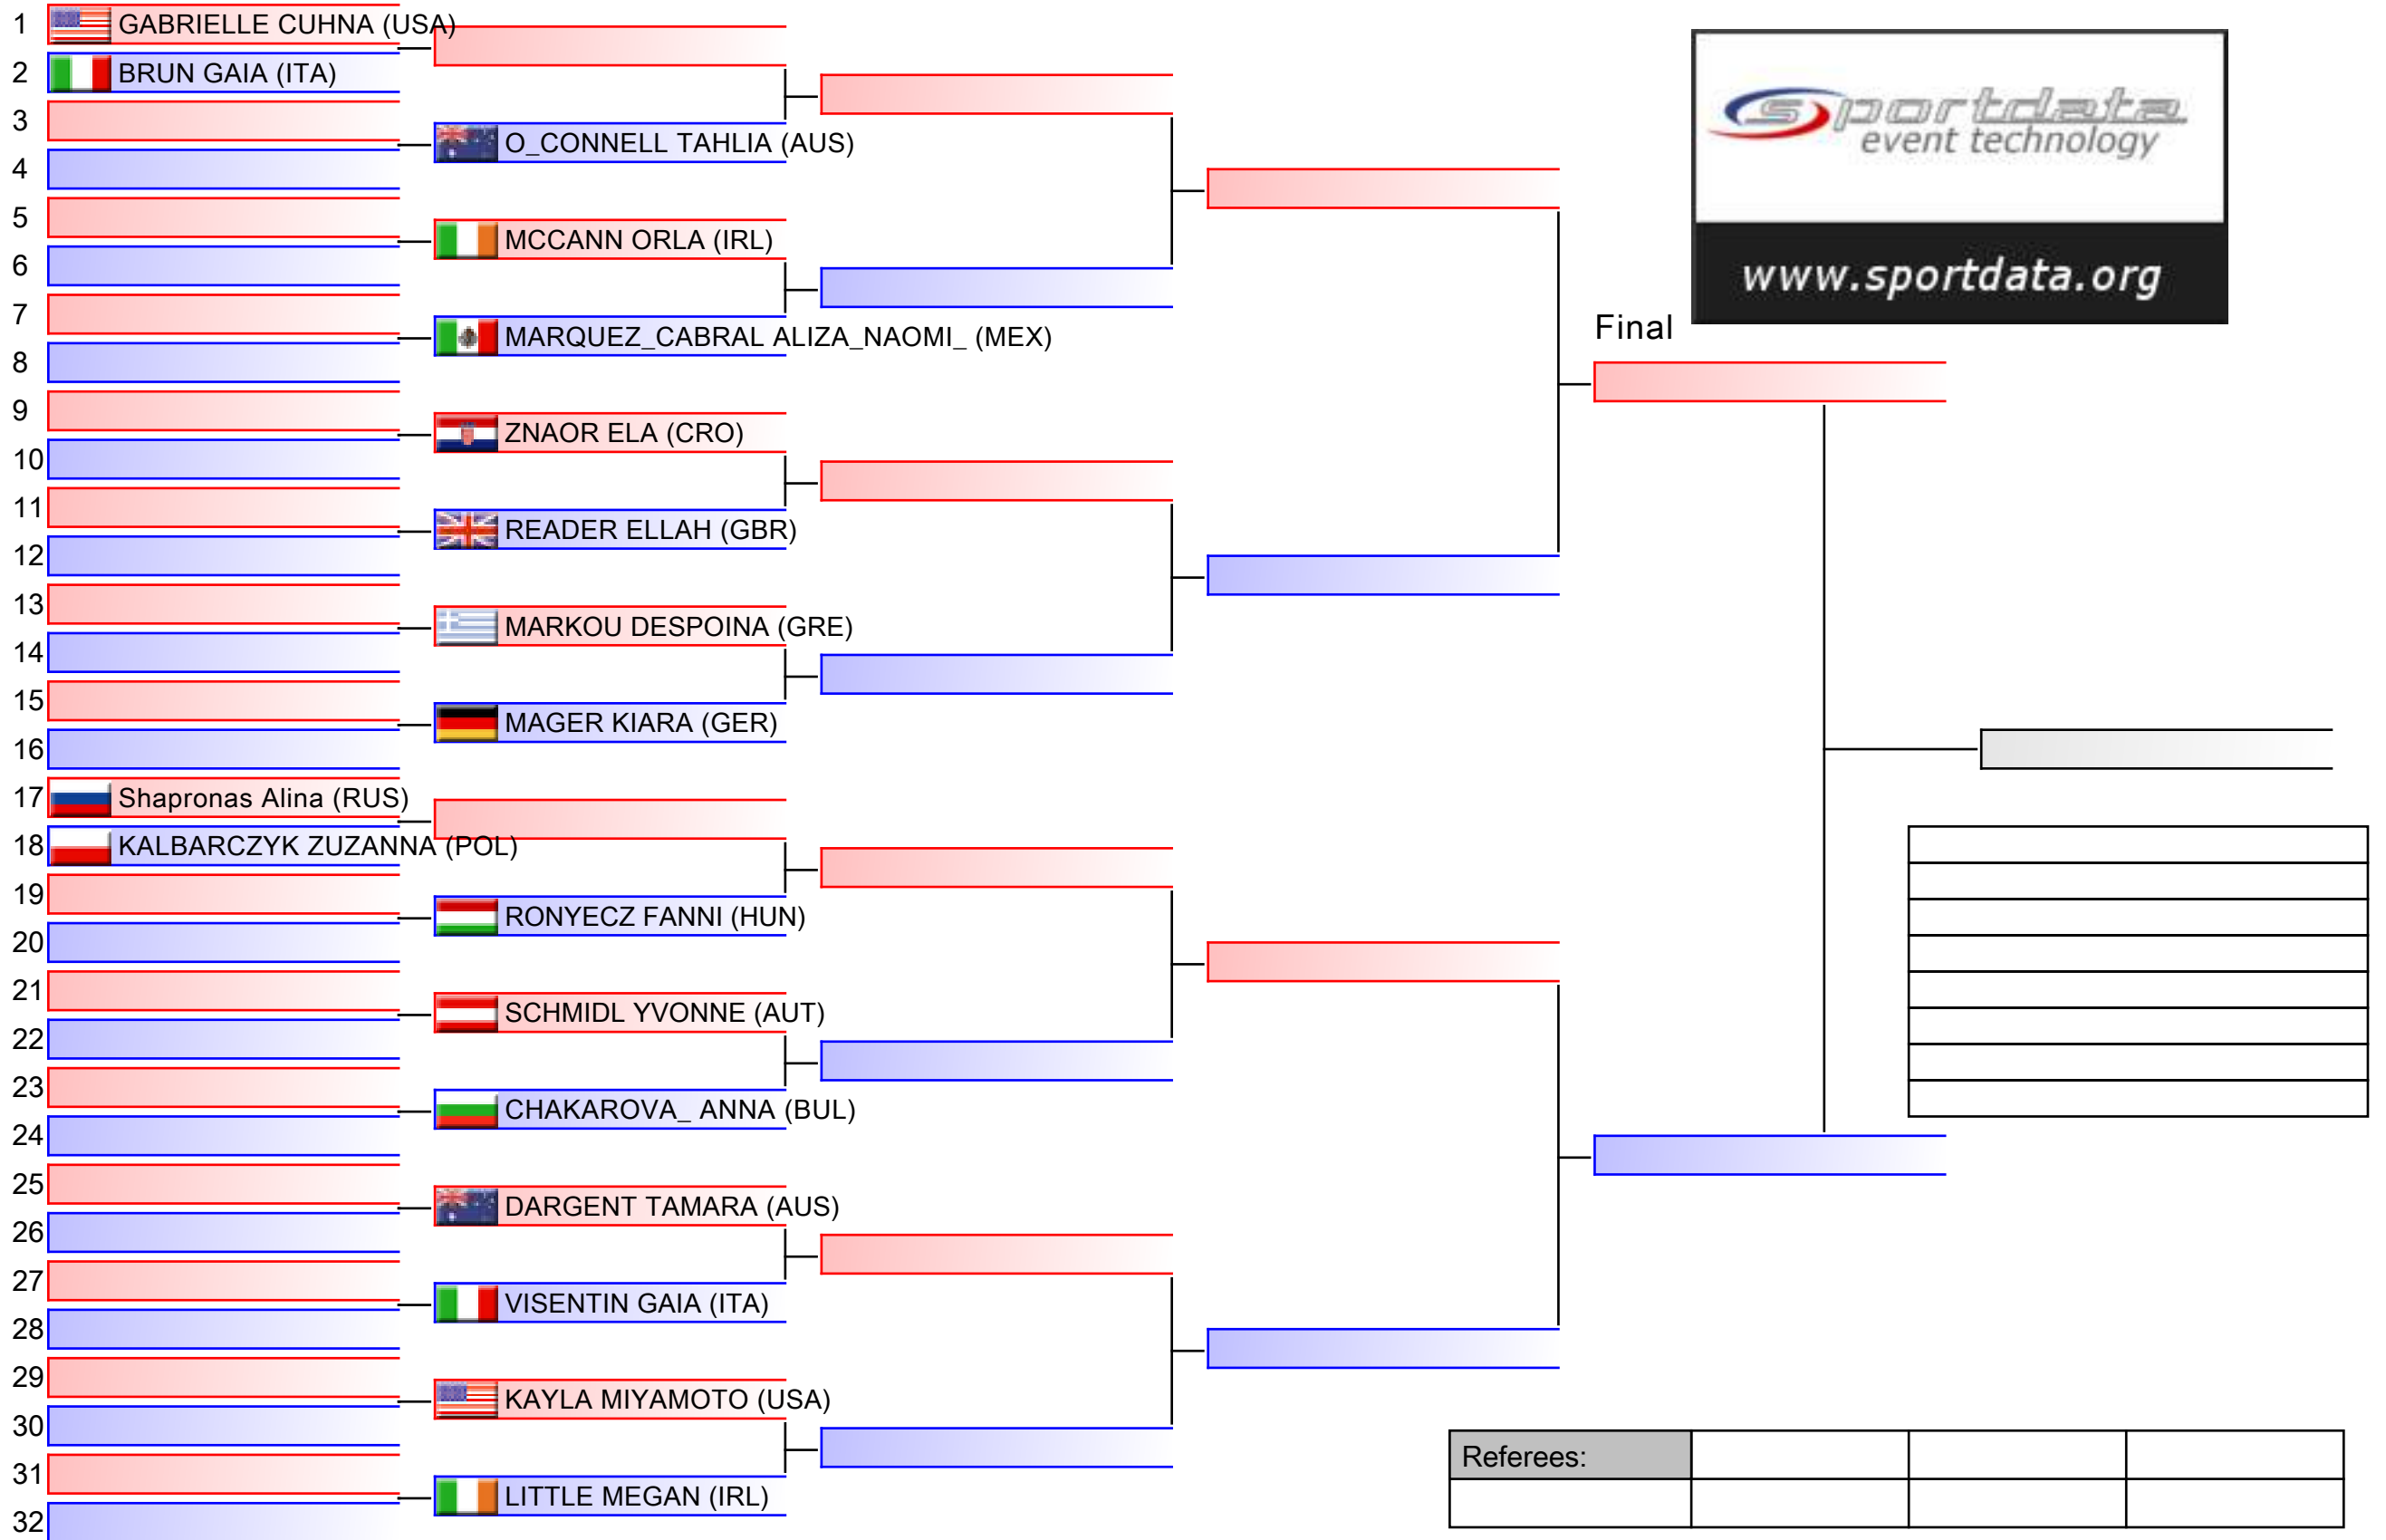 1 GABRIELLE CUHNA (USA)
2 BRUN GAIA (ITA)
3
O_CONNELL TAHLIA (AUS)
4
5
MCCANN ORLA (IRL)
6
7
MARQUEZ_CABRAL ALIZA_NAOMI_ (MEX)
8
9
ZNAOR ELA (CRO)
10
11
READER ELLAH (GBR)
12
13
MARKOU DESPOINA (GRE)
14
15
MAGER KIARA (GER)
16
17 Shapronas Alina (RUS)
18 KALBARCZYK ZUZANNA (POL)
19
RONYECZ FANNI (HUN)
20
21
SCHMIDL YVONNE (AUT)
22
23
CHAKAROVA_ ANNA (BUL)
24
25
DARGENT TAMARA (AUS)
26
27
VISENTIN GAIA (ITA)
28
29
KAYLA MIYAMOTO (USA)
30
31
LITTLE MEGAN (IRL)
32
sportdata
event technology
www.sportdata.org
Final
Referees: